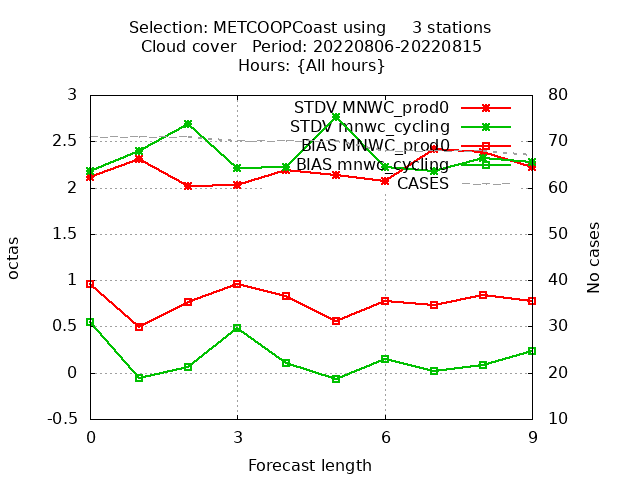 Selection: METCOOPCoast using 3 stations
Cloud cover Period: 20220806-20220815
Hours: {All hours}
3 80
STDV MNWC_prod0
STDV mnwc_cycling
2.5 70
BIAS MNWC_prod0
BIAS mnwc_cycling
CASES
2 60
1.5 50
octas
No cases
1 40
0.5 30
0 20
-0.5 10
0 3 6 9
Forecast length